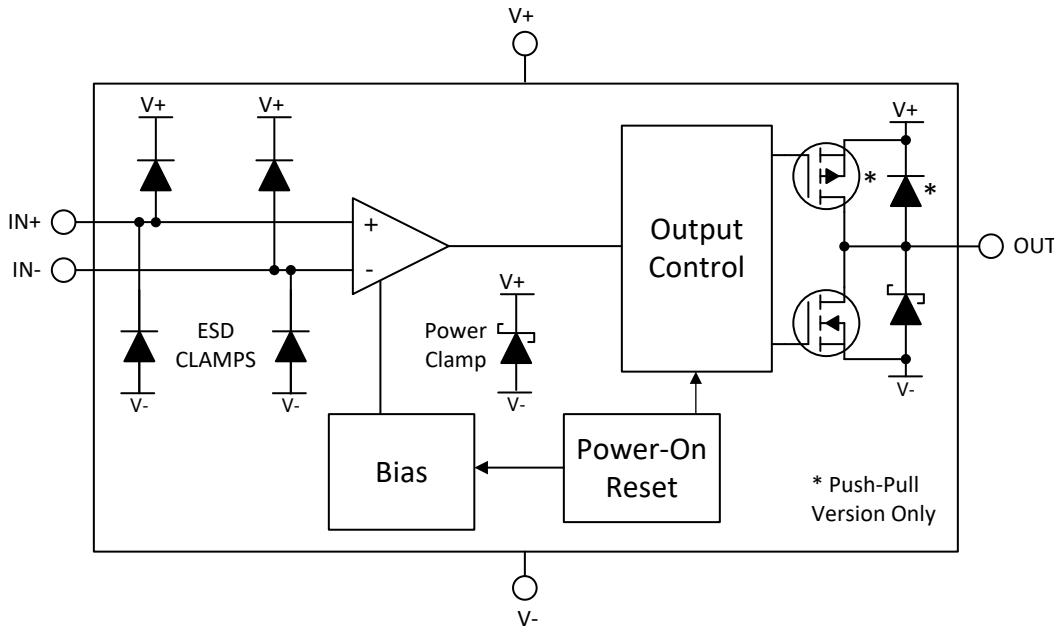 V+
V+
V+
V+
*
*
IN+
+
Output
Control
OUT
IN-
-
V+
ESD
CLAMPS
Power
Clamp
V-
V-
V-
V-
Bias
Power-On
Reset
* Push-Pull
Version Only
V-